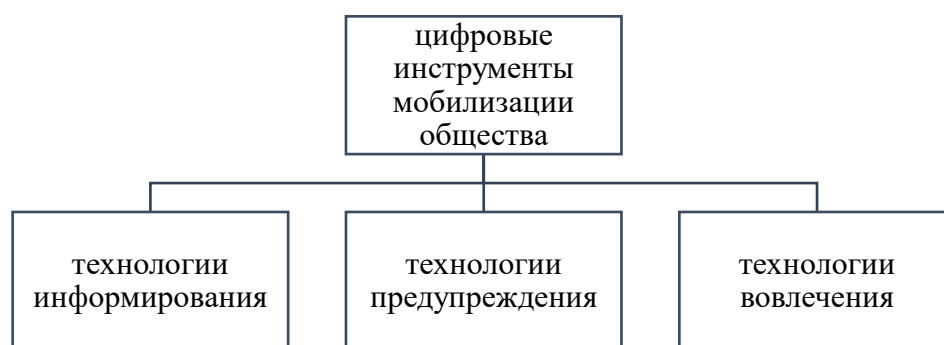 цифровые
инструменты
мобилизации
общества
технологии
информирования
технологии
предупреждения
технологии
вовлечения